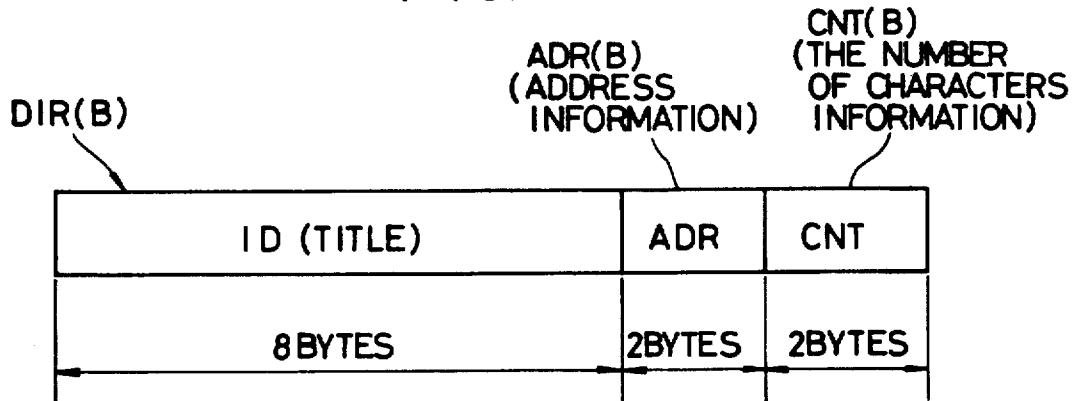 CNT(B)
(THE NUMBER
OF CHARACTERS
INFORMATION)
ADR(B)
(ADDRESS
INFORMATION)
DIR(B)
ID (TITLE)
ADR
CNT
8BYTES
2BYTES
2BYTES